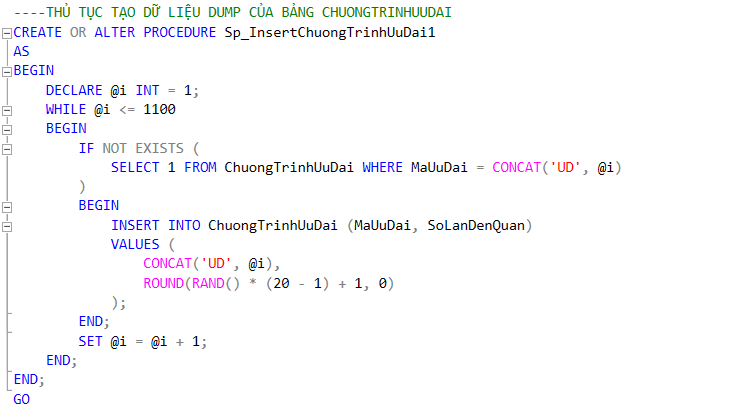 ----THỦ TỤC TẠO DỮ LIỆU DUMP CỦA BẢNG CHUONGTRINHUUDAI
CREATE OR ALTER PROCEDURE Sp_InsertChuongTrinhUuDai1
AS
BEGIN
    DECLARE @i INT = 1;
    WHILE @i <= 1100
    BEGIN
        IF NOT EXISTS (
            SELECT 1 FROM ChuongTrinhUuDai WHERE MaUuDai = CONCAT('UD', @i)
        )
        BEGIN
            INSERT INTO ChuongTrinhUuDai (MaUuDai, SoLanDenQuan)
            VALUES (
                CONCAT('UD', @i),
                ROUND(RAND() * (20 - 1) + 1, 0)
            );
        END;
        SET @i = @i + 1;
    END;
END;
GO